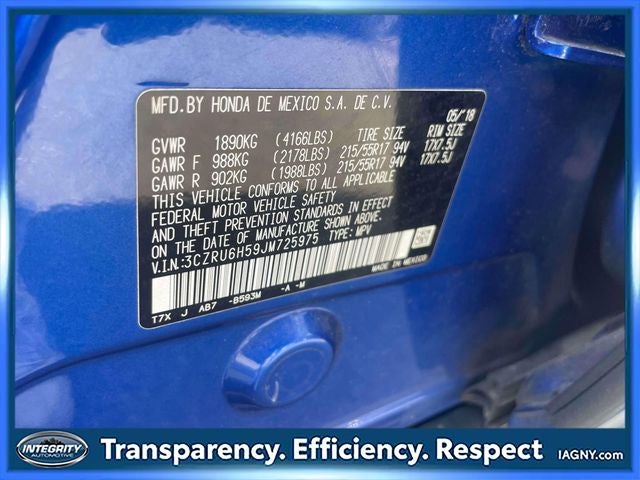 MFD.BY HONDA DE MEXICO S.A. DE C.V.
05/'18
GVWR 1890KG (4166LBS) TIRE SIZE RIM SIZE
GAWR F 988KG (2178LBS) 215/55R17 94V 17X7.5J
GAWR R 902KG (1988LBS) 215/55R17 94V 17X7.5J
THIS VEHICLE CONFORMS TO ALL APPLICABLE
FEDERAL MOTOR VEHICLE SAFETY
AND THEFT PREVENTION STANDARDS IN EFFECT
ON THE DATE OF MANUFACTURE SHOWN ABOVE.
V.I.N:3CZRU6H59JM725975 TYPE: MPV
MADE IN MEXICO
T7X J AB7 -B593M -A -M
INTEGRITY
AUTOMOTIVE
Transparency. Efficiency. Respect
IAGNY.com